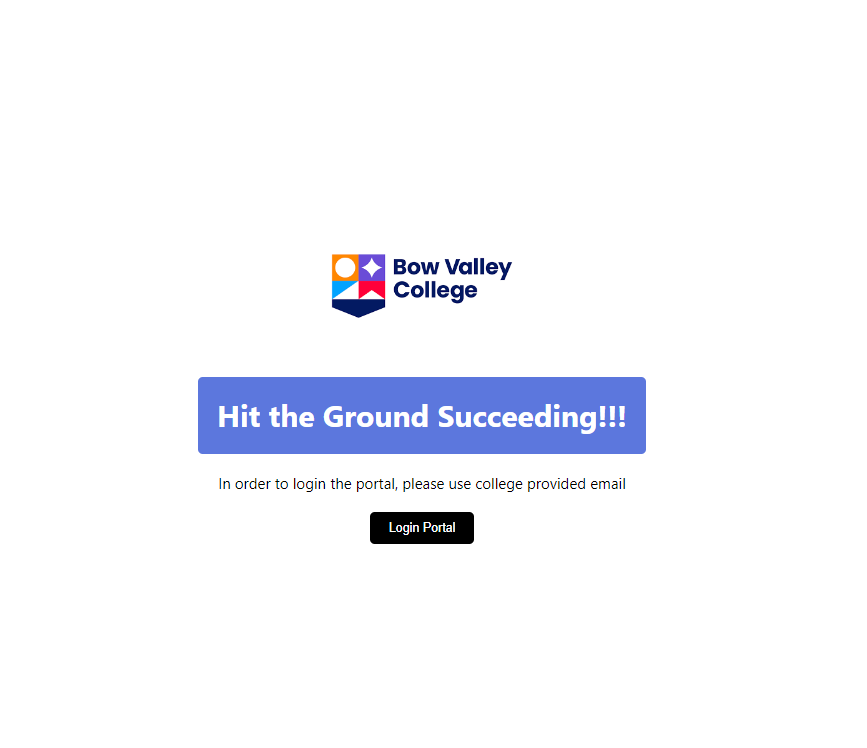 Bow Valley
College
Hit the Ground Succeeding!!!
In order to login the portal, please use college provided email
Login Portal